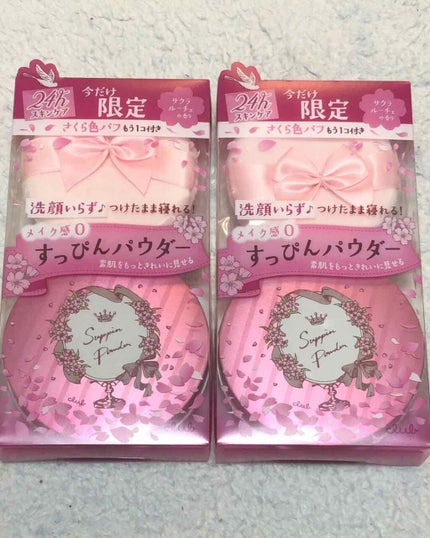 24h
スキンケア
今だけ
限定
サクラ
ルーチェ
の香り
さくら色パフもう1コ付き
洗顔いらず♪つけたまま寝れる!
メイク感0
すっぴんパウダー
素肌をもっときれいに見せる
Suppin
Powder
club
club
24h
スキンケア
今だけ
限定
サクラ
ルーチェ
の香り
さくら色パフもう1コ付き
洗顔いらず♪つけたまま寝れる!
メイク感0
すっぴんパウダー
素肌をもっときれいに見せる
Suppin
Powder
club
club